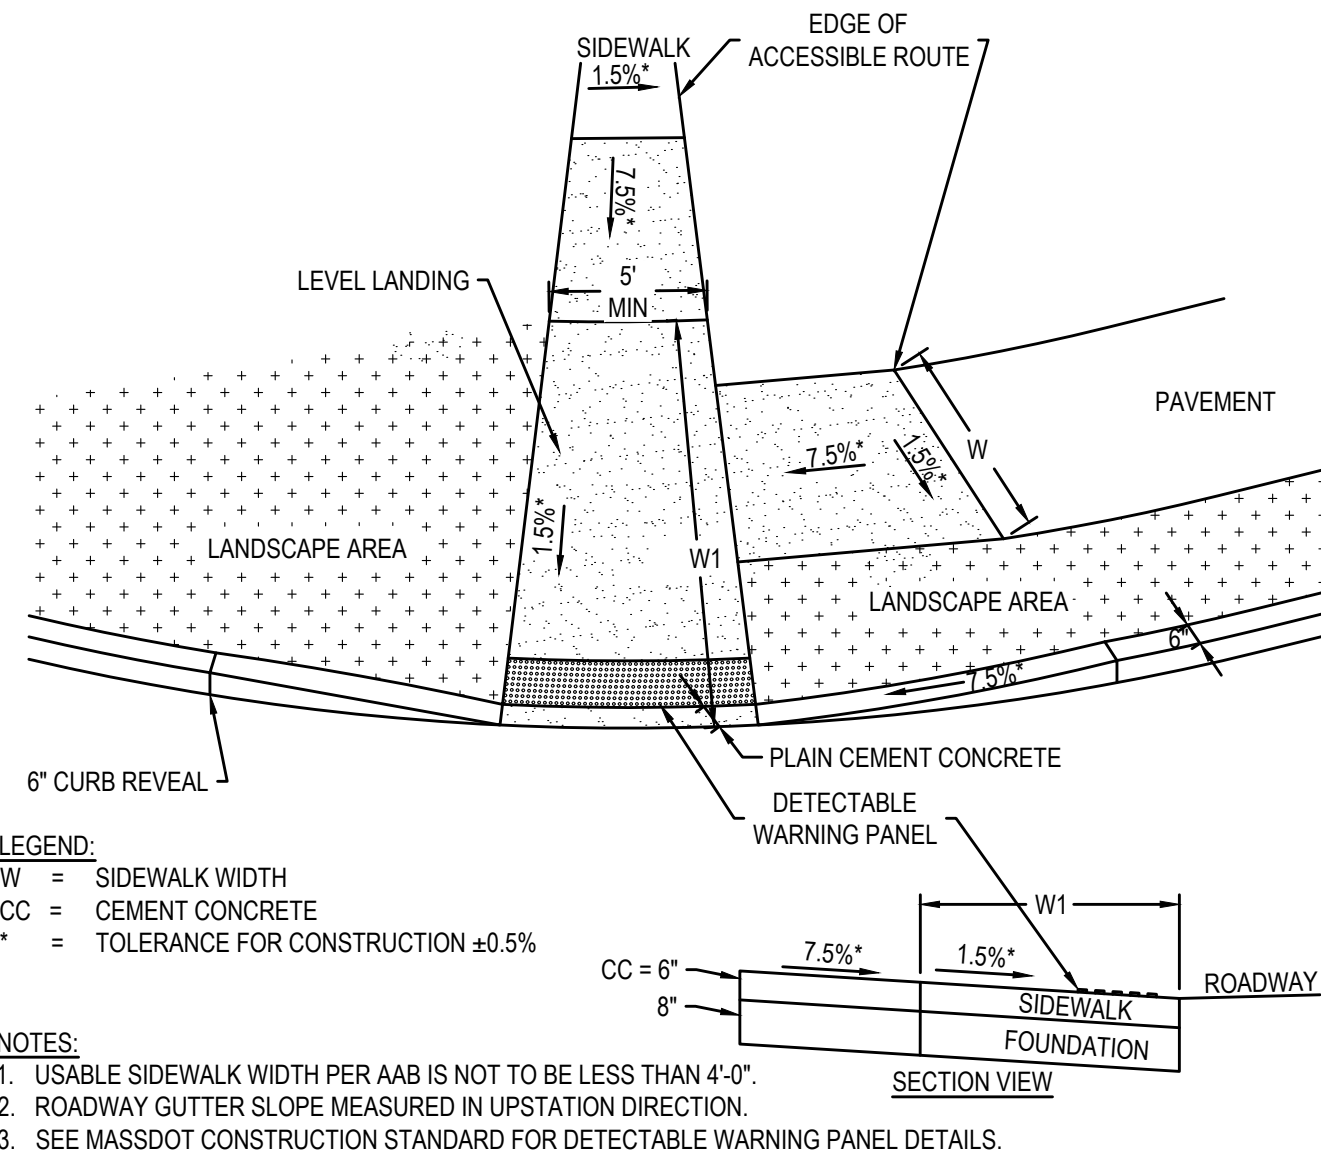 EDGE OF
ACCESSIBLE ROUTE
SIDEWALK
1.5%*
7.5%*
LEVEL LANDING
5'
MIN
PAVEMENT
W
7.5%*
1.5%*
1.5%*
W1
LANDSCAPE AREA
LANDSCAPE AREA
6"
7.5%*
PLAIN CEMENT CONCRETE
6" CURB REVEAL
DETECTABLE
WARNING PANEL
LEGEND:
W = SIDEWALK WIDTH
CC = CEMENT CONCRETE
* = TOLERANCE FOR CONSTRUCTION ±0.5%
W1
7.5%*
1.5%*
CC = 6"
8"
ROADWAY
SIDEWALK
FOUNDATION
SECTION VIEW
NOTES:
1. USABLE SIDEWALK WIDTH PER AAB IS NOT TO BE LESS THAN 4'-0".
2. ROADWAY GUTTER SLOPE MEASURED IN UPSTATION DIRECTION.
3. SEE MASSDOT CONSTRUCTION STANDARD FOR DETECTABLE WARNING PANEL DETAILS.